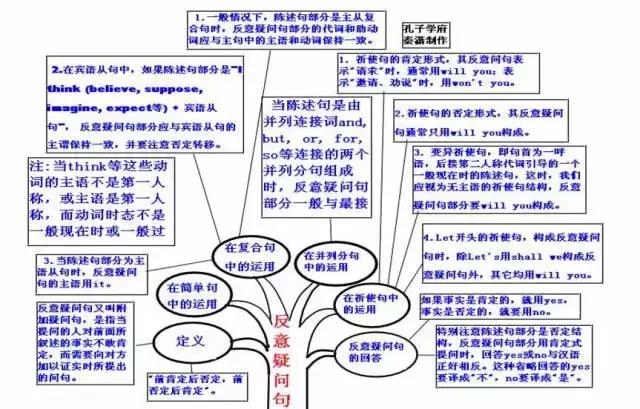 1.一般情况下,陈述句部分是主从复
合句时,反意疑问句部分的代词和助动
词应与主句中的主语和动词保持一致。
孔子学府
秦潇制作
2.在宾语从句中,如果陈述句部分是"I
think (believe, suppose,
imagine, expect等) + 宾语从
句",反意疑问句部分应与宾语从句的
主谓保持一致,并要注意否定转移。
注:当think等这些动
词的主语不是第一人
称,或主语是第一人
称,而动词时态不是
一般现在时或一般过
3.当陈述句部分为主
语从句时,反意疑问
句的主语用it。
当陈述句是由
并列连接词and,
but, or, for,
so等连接的两个
并列分句组成
时,反意疑问句
部分一般与最接
1. 祈使句的肯定形式,其反意问句表
示"请求"时,通常用will you;表
示"邀请、劝说"时,用won't you。
2.祈使句的否定形式,其反意疑问
句通常只用will you构成。
3. 变异祈使句,即句首为一呼
语,后接第二人称代词引导的一个
一般现在时的陈述句,这时,我们
应视为无主语的祈使句结构,反意疑
问句部分要will you构成。
4.Let开头的祈使句,构成反意疑问
句时,除Let's用shall we构成反
意疑问句外,其它均用will you。
在复合句
中的运用
在并列分句
中的运用
在简单句
中的运用
在祈使句中
的运用
定义
反意疑问句
的回答
反意疑问句
反意疑问句又叫附
加疑问句,是指当
提问的人对前面所
叙述的事实不敢肯
定,而需要向对方
加以证实时所提出
的问句。
"前肯定后否定,前
否定后肯定"。
如果事实是肯定的,就用yes,
事实是否定的,就要用no。
特别注意陈述句部分是否定结
构,反意疑问句部分用肯定式
提问时,回答yes或no与汉语
正好相反。这种省略回答的yes
要译成"不",no要译成"是"。